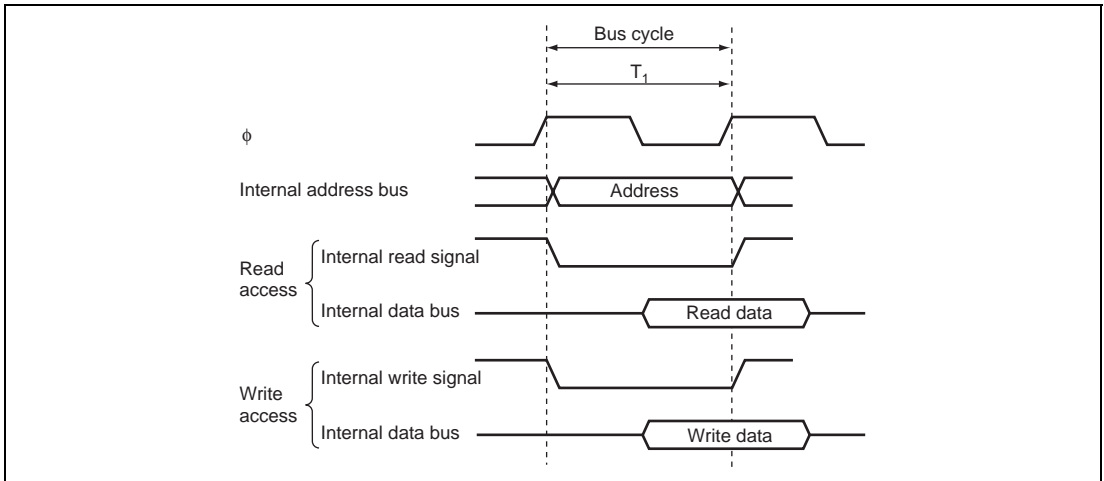 Bus cycle
T1
ϕ
Internal address bus
Address
Read access
Internal read signal
Internal data bus
Read data
Write access
Internal write signal
Internal data bus
Write data